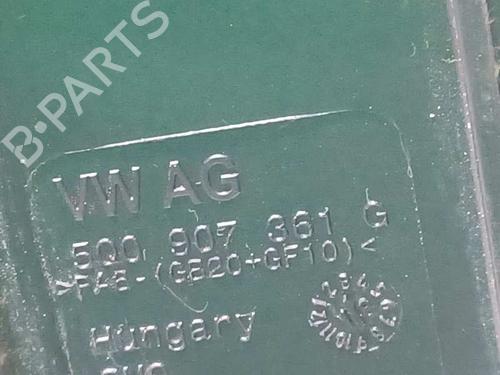 B-PARTS
VW AG
5Q0 907 361 G
>PA6-(GB20+GF10)<
Hungary